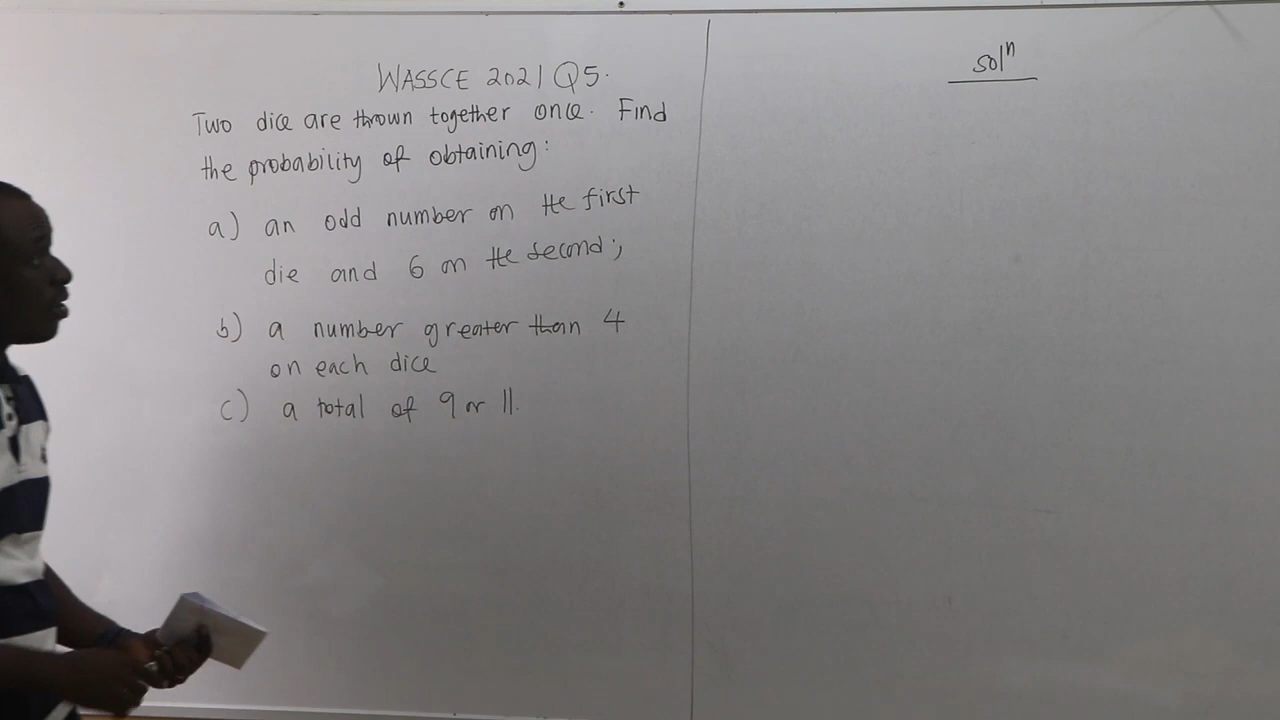 WASSCE 2021 Q5.
Two dice are thrown together once. Find
the probability of obtaining:
a) an odd number on the first
die and 6 on the second;
b) a number greater than 4
on each dice
c) a total of 9 or 11.
solⁿ